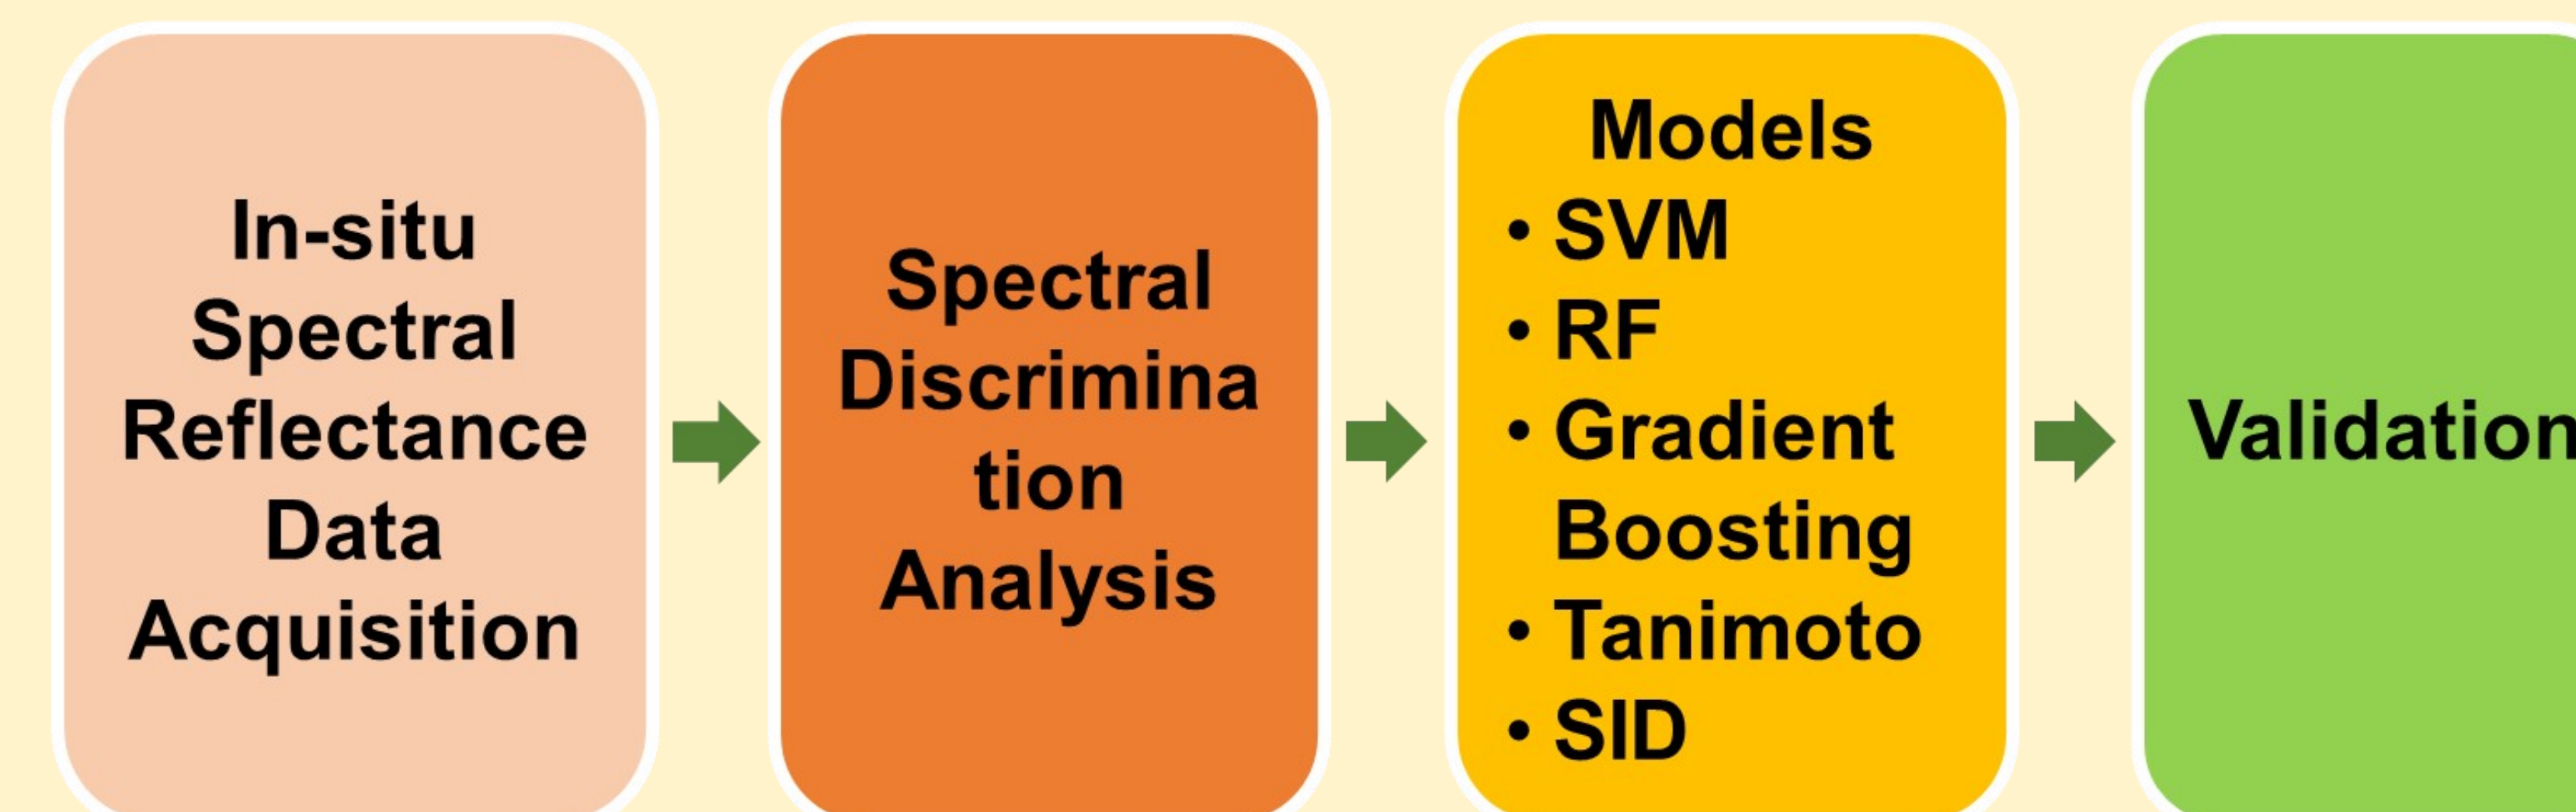 In-situ
Spectral
Reflectance
Data
Acquisition
Spectral
Discrimina
tion
Analysis
Models
• SVM
• RF
• Gradient
Boosting
• Tanimoto
• SID
Validation